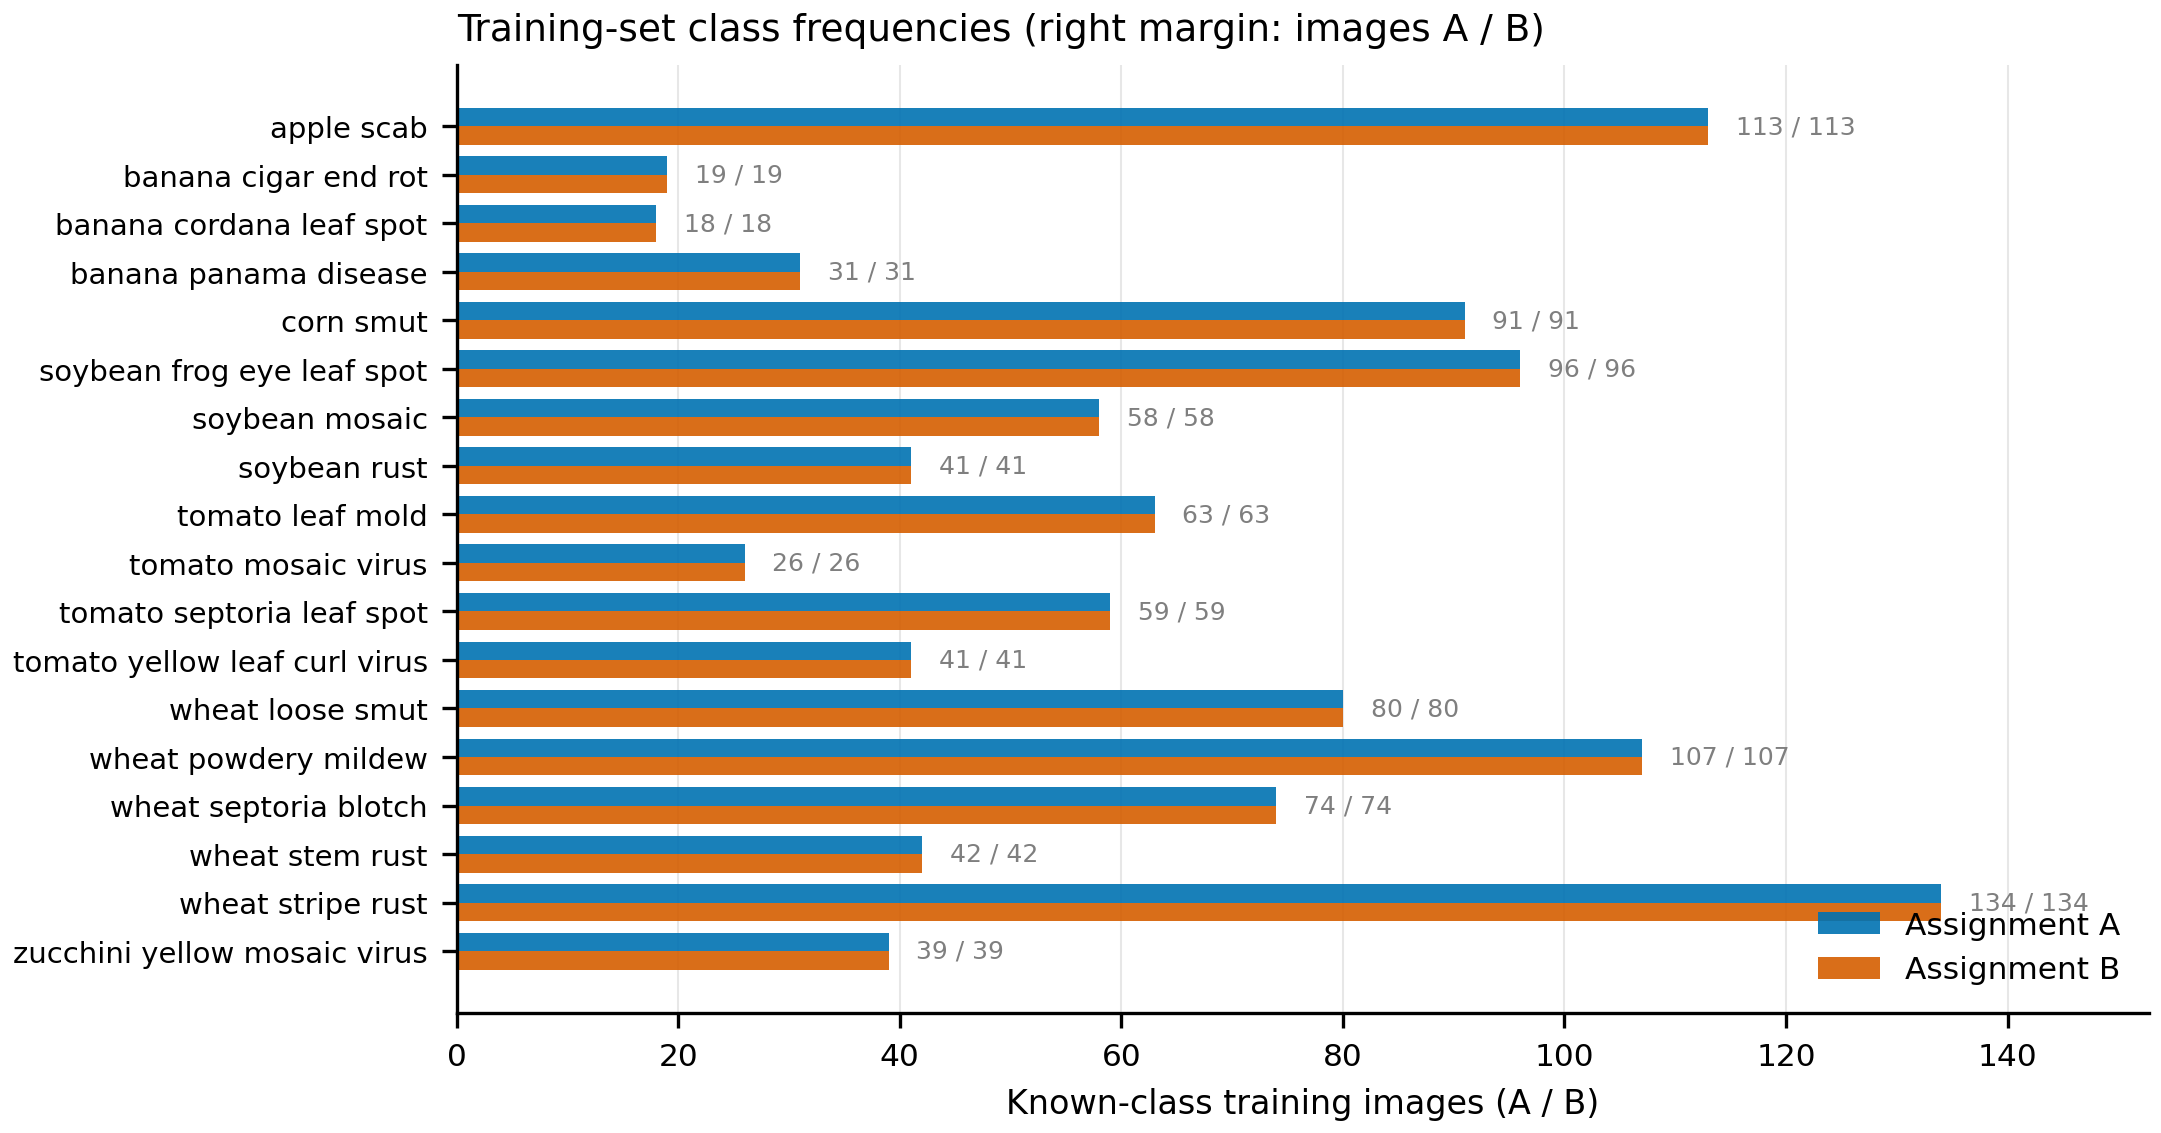 Training-set class frequencies (right margin: images A / B)
apple scab 113 / 113
banana cigar end rot 19 / 19
banana cordana leaf spot 18 / 18
banana panama disease 31 / 31
corn smut 91 / 91
soybean frog eye leaf spot 96 / 96
soybean mosaic 58 / 58
soybean rust 41 / 41
tomato leaf mold 63 / 63
tomato mosaic virus 26 / 26
tomato septoria leaf spot 59 / 59
tomato yellow leaf curl virus 41 / 41
wheat loose smut 80 / 80
wheat powdery mildew 107 / 107
wheat septoria blotch 74 / 74
wheat stem rust 42 / 42
wheat stripe rust 134 / 134
Assignment A
zucchini yellow mosaic virus 39 / 39
Assignment B
0 20 40 60 80 100 120 140
Known-class training images (A / B)